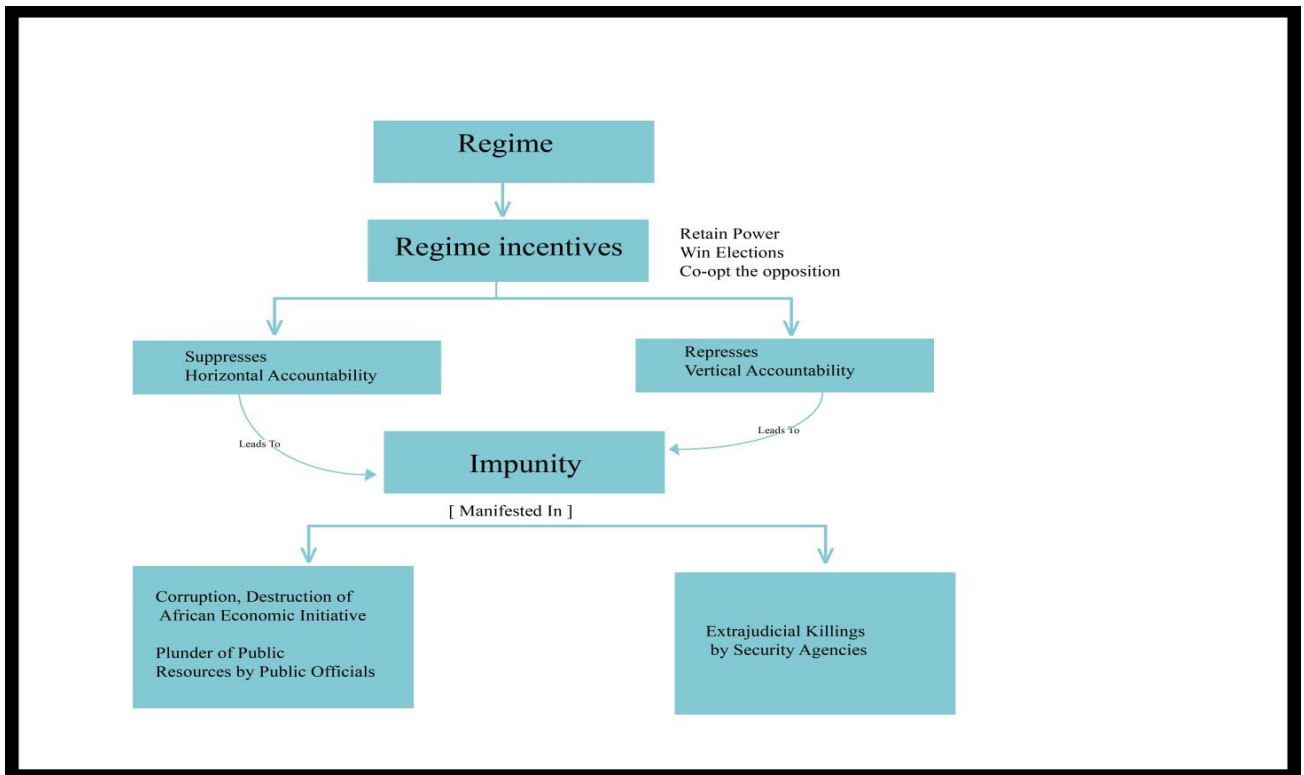 Regime
Regime incentives
Retain Power
Win Elections
Co-opt the opposition
Suppresses
Horizontal Accountability
Represses
Vertical Accountability
Leads To
Leads To
Impunity
[ Manifested In ]
Corruption, Destruction of
African Economic Initiative
Plunder of Public
Resources by Public Officials
Extrajudicial Killings
by Security Agencies